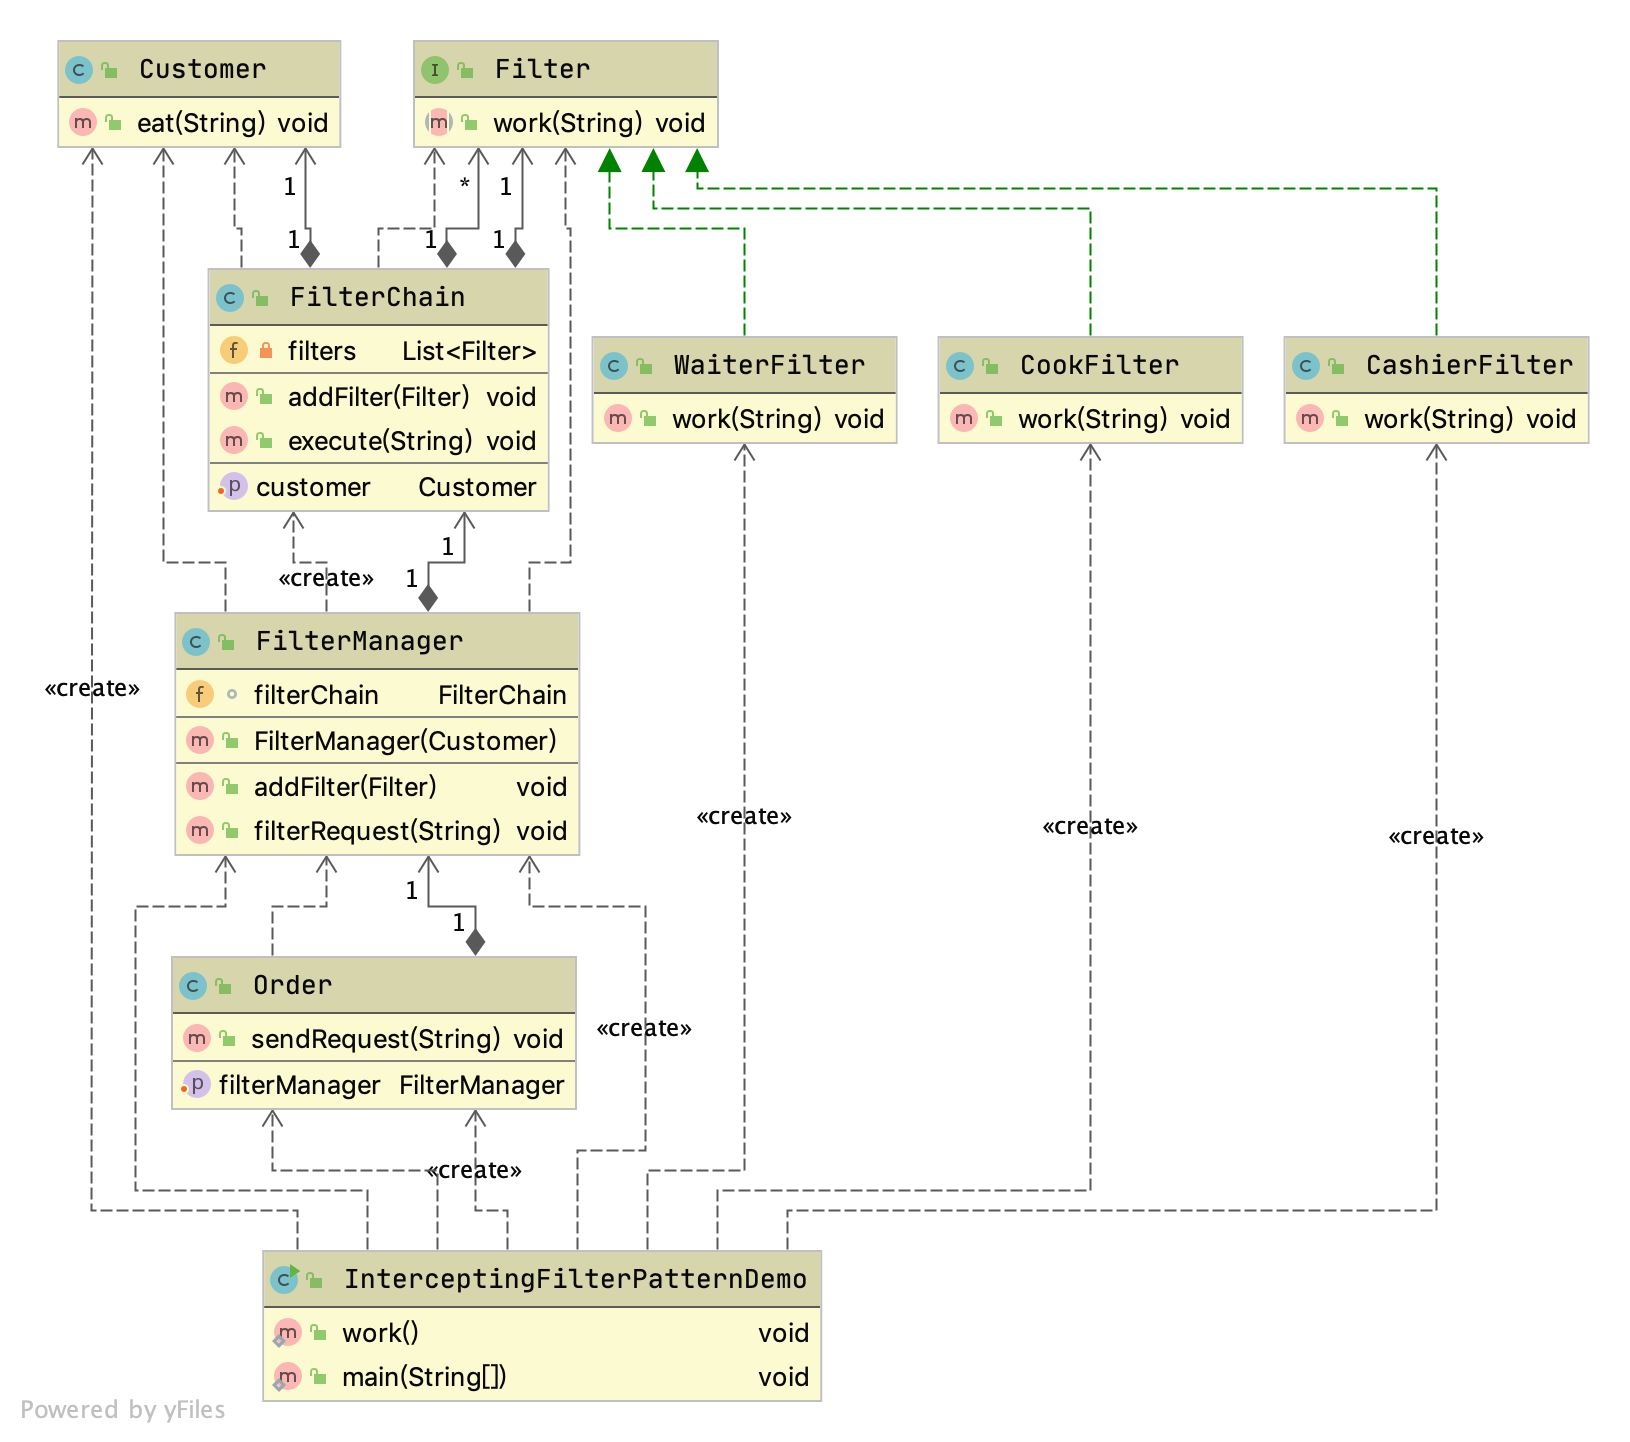 Customer
eat(String) void
Filter
work(String) void
1
*
1
1
1
1
FilterChain
filters List<Filter>
addFilter(Filter) void
execute(String) void
customer Customer
WaiterFilter
work(String) void
CookFilter
work(String) void
CashierFilter
work(String) void
1
«create»
1
FilterManager
filterChain FilterChain
FilterManager(Customer)
addFilter(Filter) void
filterRequest(String) void
«create»
«create»
«create»
«create»
1
1
Order
sendRequest(String) void
filterManager FilterManager
«create»
«create»
InterceptingFilterPatternDemo
work() void
main(String[]) void
Powered by yFiles